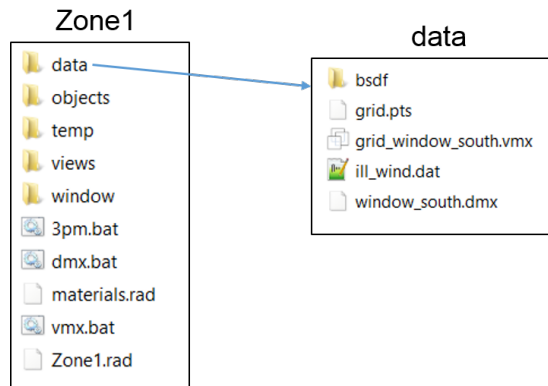 Zone1
data
objects
temp
views
window
3pm.bat
dmx.bat
materials.rad
vmx.bat
Zone1.rad
data
bsdf
grid.pts
grid_window_south.vmx
ill_wind.dat
window_south.dmx